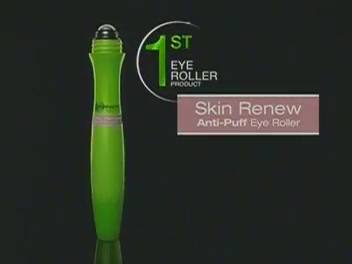 1ST
EYE
ROLLER
PRODUCT
Skin Renew
Anti-Puff Eye Roller